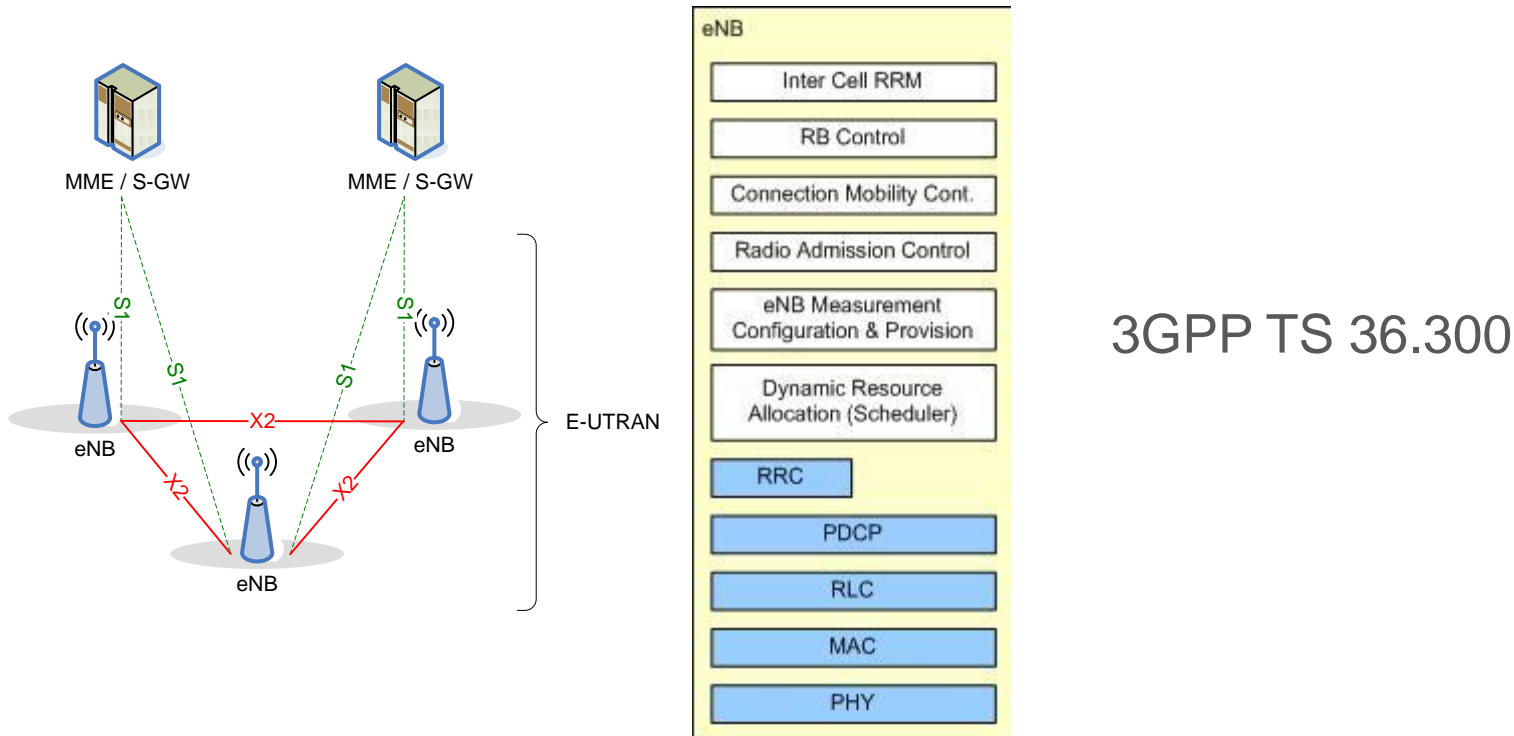 MME / S-GW
MME / S-GW
S1
S1
S1
S1
X2
X2
X2
eNB
eNB
eNB
E-UTRAN
eNB
Inter Cell RRM
RB Control
Connection Mobility Cont.
Radio Admission Control
eNB Measurement
Configuration & Provision
Dynamic Resource
Allocation (Scheduler)
RRC
PDCP
RLC
MAC
PHY
3GPP TS 36.300